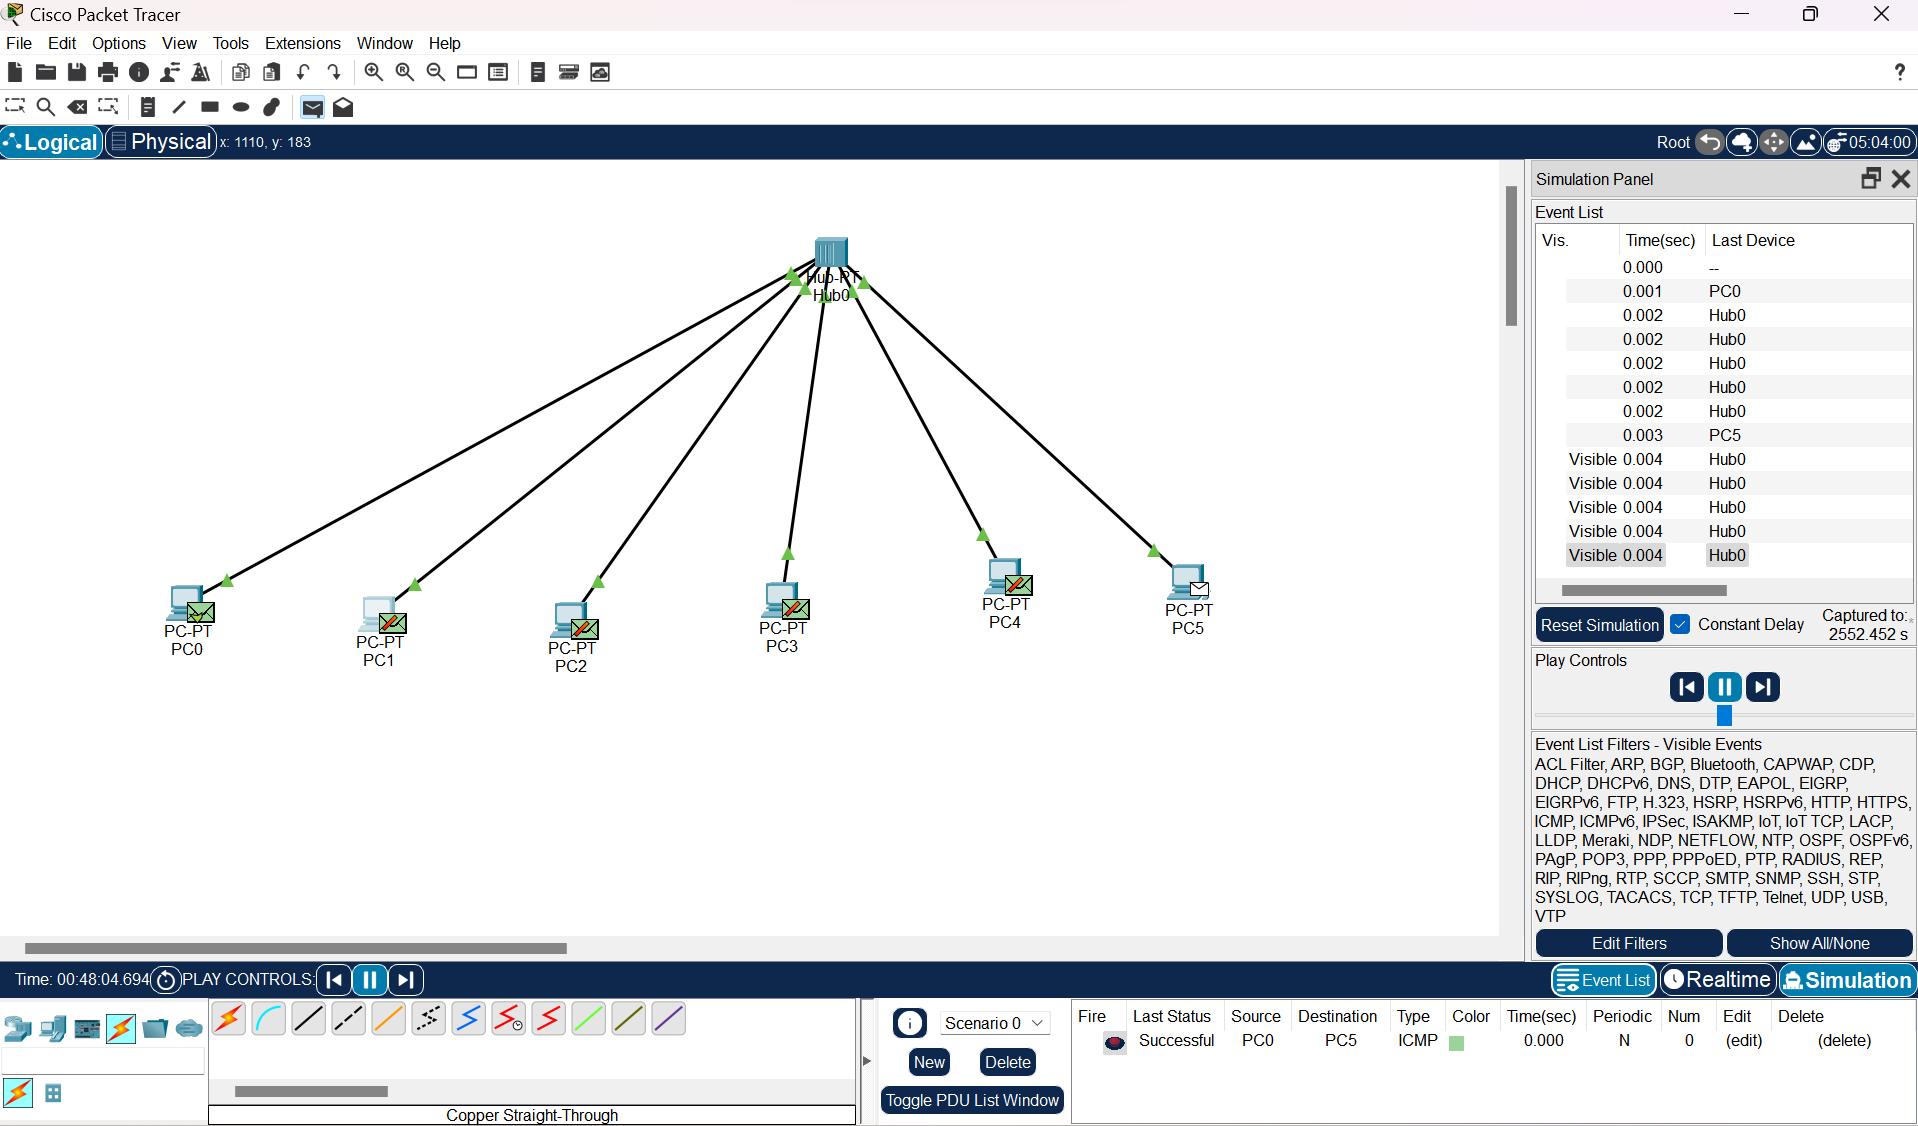 Cisco Packet Tracer
File Edit Options View Tools Extensions Window Help
?
Logical Physical x: 1110, y: 183 Root 05:04:00
Hub-PT
Hub0
PC-PT
PC0
PC-PT
PC1
PC-PT
PC2
PC-PT
PC3
PC-PT
PC4
PC-PT
PC5
Simulation Panel
Event List
Vis. Time(sec) Last Device
0.000 --
0.001 PC0
0.002 Hub0
0.002 Hub0
0.002 Hub0
0.002 Hub0
0.002 Hub0
0.003 PC5
Visible 0.004 Hub0
Visible 0.004 Hub0
Visible 0.004 Hub0
Visible 0.004 Hub0
Visible 0.004 Hub0
Reset Simulation Constant Delay Captured to:*
2552.452 s
Play Controls
Event List Filters - Visible Events
ACL Filter, ARP, BGP, Bluetooth, CAPWAP, CDP,
DHCP, DHCPv6, DNS, DTP, EAPOL, EIGRP,
EIGRPv6, FTP, H.323, HSRP, HSRPv6, HTTP, HTTPS,
ICMP, ICMPv6, IPSec, ISAKMP, IoT, IoT TCP, LACP,
LLDP, Meraki, NDP, NETFLOW, NTP, OSPF, OSPFv6,
PAgP, POP3, PPP, PPPoED, PTP, RADIUS, REP,
RIP, RIPng, RTP, SCCP, SMTP, SNMP, SSH, STP,
SYSLOG, TACACS, TCP, TFTP, Telnet, UDP, USB,
VTP
Edit Filters Show All/None
Time: 00:48:04.694 PLAY CONTROLS: Event List Realtime Simulation
Copper Straight-Through
Scenario 0
New Delete
Toggle PDU List Window
Fire Last Status Source Destination Type Color Time(sec) Periodic Num Edit Delete
Successful PC0 PC5 ICMP 0.000 N 0 (edit) (delete)